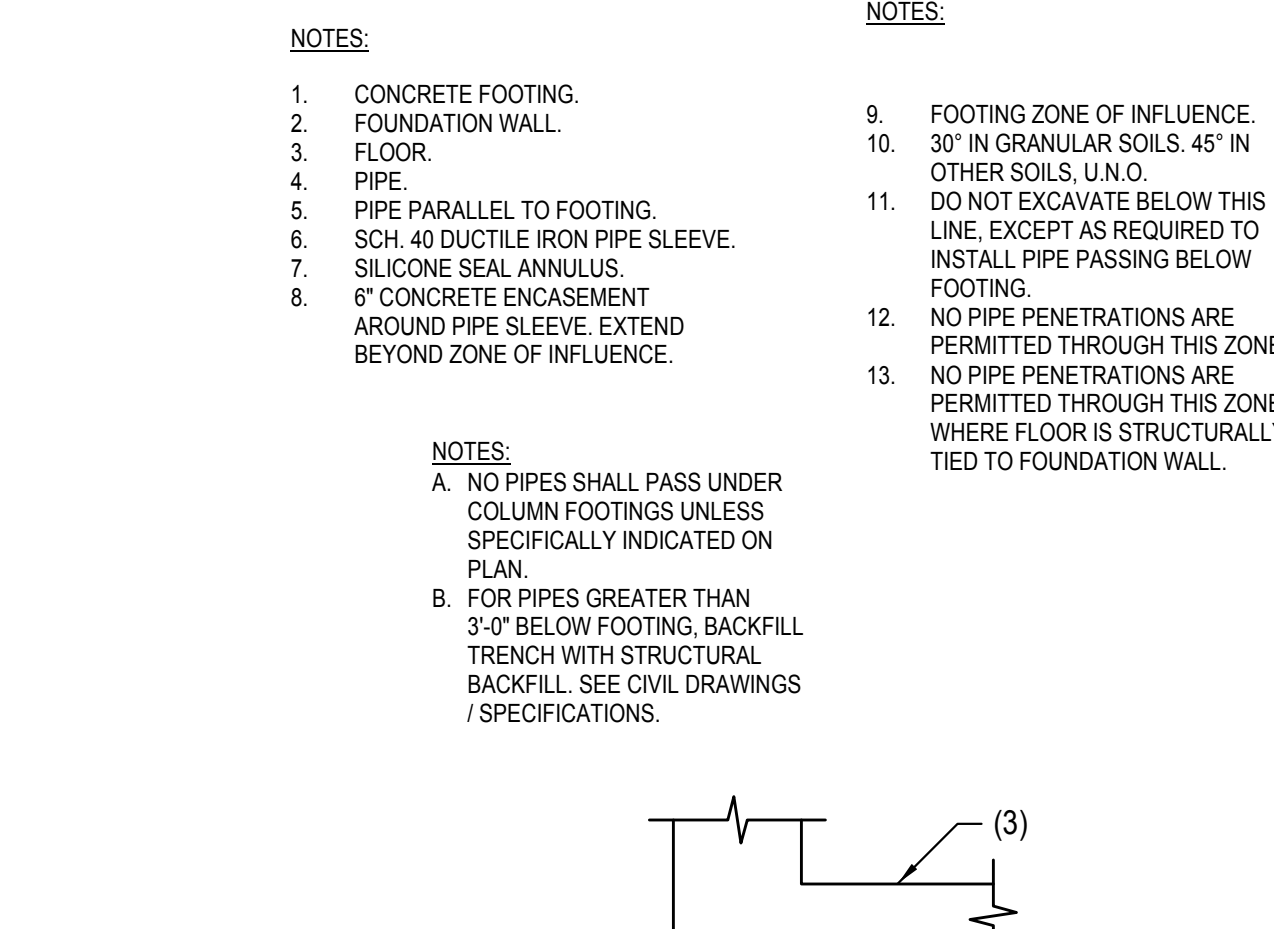 NOTES:
1. CONCRETE FOOTING.
2. FOUNDATION WALL.
3. FLOOR.
4. PIPE.
5. PIPE PARALLEL TO FOOTING.
6. SCH. 40 DUCTILE IRON PIPE SLEEVE.
7. SILICONE SEAL ANNULUS.
8. 6" CONCRETE ENCASEMENT
AROUND PIPE SLEEVE. EXTEND
BEYOND ZONE OF INFLUENCE.
NOTES:
9. FOOTING ZONE OF INFLUENCE.
10. 30° IN GRANULAR SOILS. 45° IN
OTHER SOILS, U.N.O.
11. DO NOT EXCAVATE BELOW THIS
LINE, EXCEPT AS REQUIRED TO
INSTALL PIPE PASSING BELOW
FOOTING.
12. NO PIPE PENETRATIONS ARE
PERMITTED THROUGH THIS ZONE
13. NO PIPE PENETRATIONS ARE
PERMITTED THROUGH THIS ZONE
WHERE FLOOR IS STRUCTURALLY
TIED TO FOUNDATION WALL.
NOTES:
A. NO PIPES SHALL PASS UNDER
COLUMN FOOTINGS UNLESS
SPECIFICALLY INDICATED ON
PLAN.
B. FOR PIPES GREATER THAN
3'-0" BELOW FOOTING, BACKFILL
TRENCH WITH STRUCTURAL
BACKFILL. SEE CIVIL DRAWINGS
/ SPECIFICATIONS.
(3)